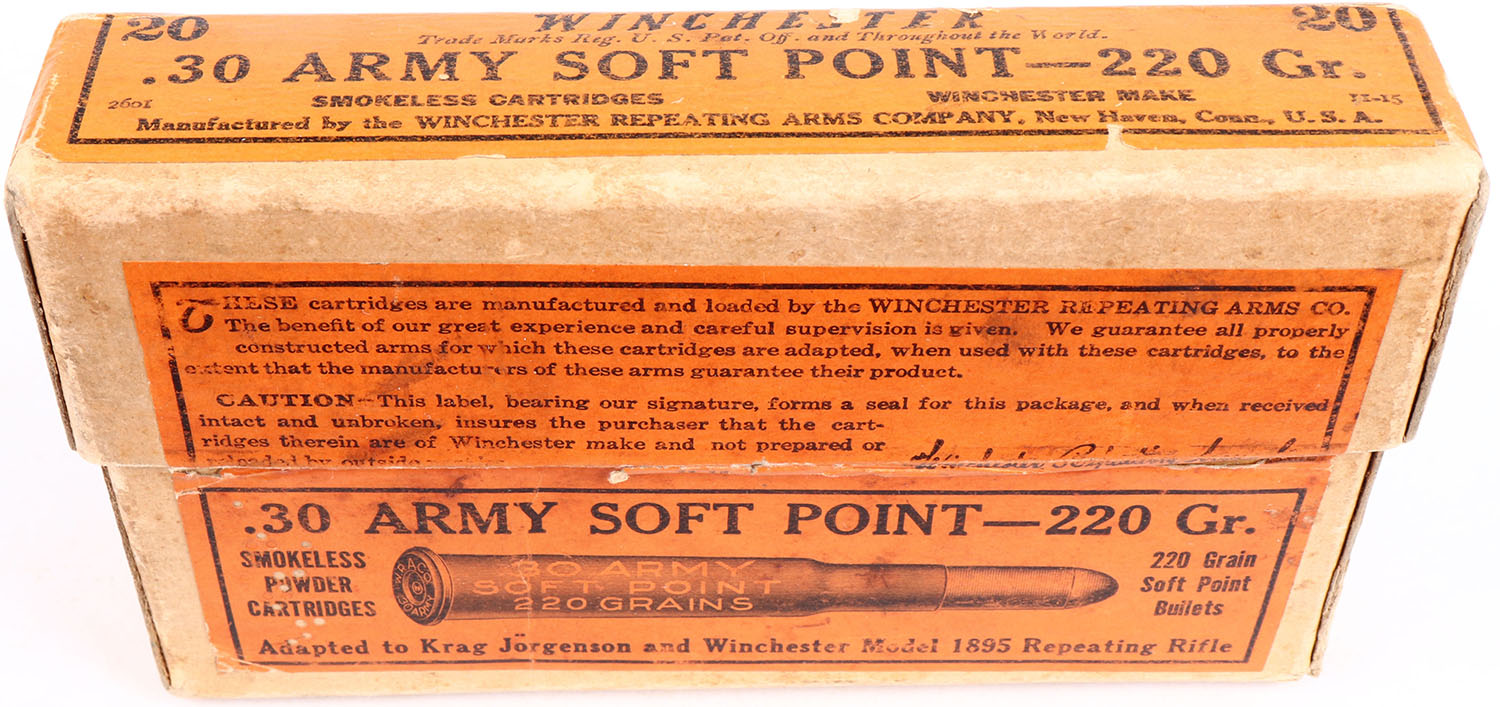 20 WINCHESTER 20
Trade Marks Reg. U. S. Pat. Off. and Throughout the World.
.30 ARMY SOFT POINT—220 Gr.
SMOKELESS CARTRIDGES WINCHESTER MAKE
2601 11-15
Manufactured by the WINCHESTER REPEATING ARMS COMPANY, New Haven, Conn., U. S. A.
THESE cartridges are manufactured and loaded by the WINCHESTER REPEATING ARMS CO.
The benefit of our great experience and careful supervision is given. We guarantee all properly
constructed arms for which these cartridges are adapted, when used with these cartridges, to the
extent that the manufacturers of these arms guarantee their product.
CAUTION—This label, bearing our signature, forms a seal for this package, and when received
intact and unbroken, insures the purchaser that the cart-
ridges therein are of Winchester make and not prepared or
Winchester Repeating
.30 ARMY SOFT POINT—220 Gr.
SMOKELESS
POWDER
CARTRIDGES
W.R.A.CO.
30 ARMY
30 ARMY
SOFT POINT
220 GRAINS
220 Grain
Soft Point
Bullets
Adapted to Krag Jörgenson and Winchester Model 1895 Repeating Rifle